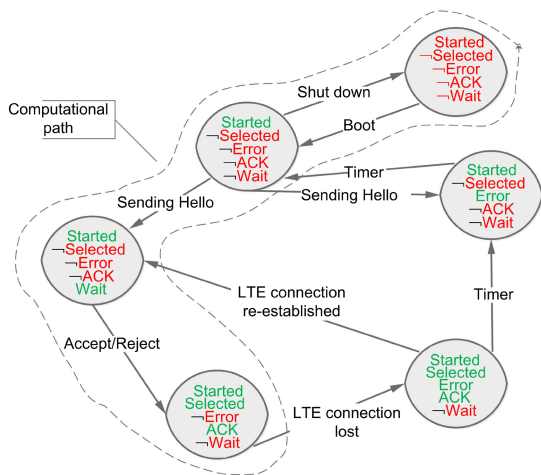 Started
¬Selected
¬Error
¬ACK
¬Wait
Shut down
Computational
path
Started
¬Selected
¬Error
¬ACK
¬Wait
Boot
Timer
Sending Hello
Started
¬Selected
Error
¬ACK
¬Wait
Sending Hello
Started
¬Selected
¬Error
¬ACK
Wait
LTE connection
re-established
Timer
Accept/Reject
Started
Selected
Error
ACK
¬Wait
Started
Selected
¬Error
ACK
¬Wait
LTE connection
lost